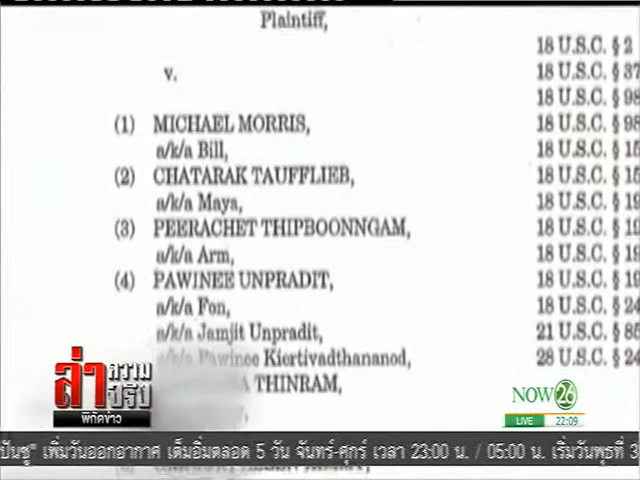 Plaintiff,
18 U.S.C. § 2
v.
18 U.S.C. § 37
18 U.S.C. § 98
(1) MICHAEL MORRIS,
18 U.S.C. § 98
a/k/a Bill,
18 U.S.C. § 15
(2) CHATARAK TAUFFLIEB,
18 U.S.C. § 15
a/k/a Maya,
18 U.S.C. § 19
(3) PEERACHET THIPBOONNGAM,
18 U.S.C. § 19
a/k/a Arm,
18 U.S.C. § 19
(4) PAWINEE UNPRADIT,
18 U.S.C. § 19
a/k/a Fon,
18 U.S.C. § 24
a/k/a Jamjit Unpradit,
21 U.S.C. § 85
a/k/a Pawinee Kiertivadthananod,
28 U.S.C. § 24
THINRAM,
ล่า ความจริง
พิกัดข่าว
NOW 26
LIVE 22:09
ป็นชู" เพิ่มวันออกอากาศ เต็มอิ่มตลอด 5 วัน จันทร์-ศุกร์ เวลา 23:00 น. / 05:00 น. เริ่มวันพุธที่ 3